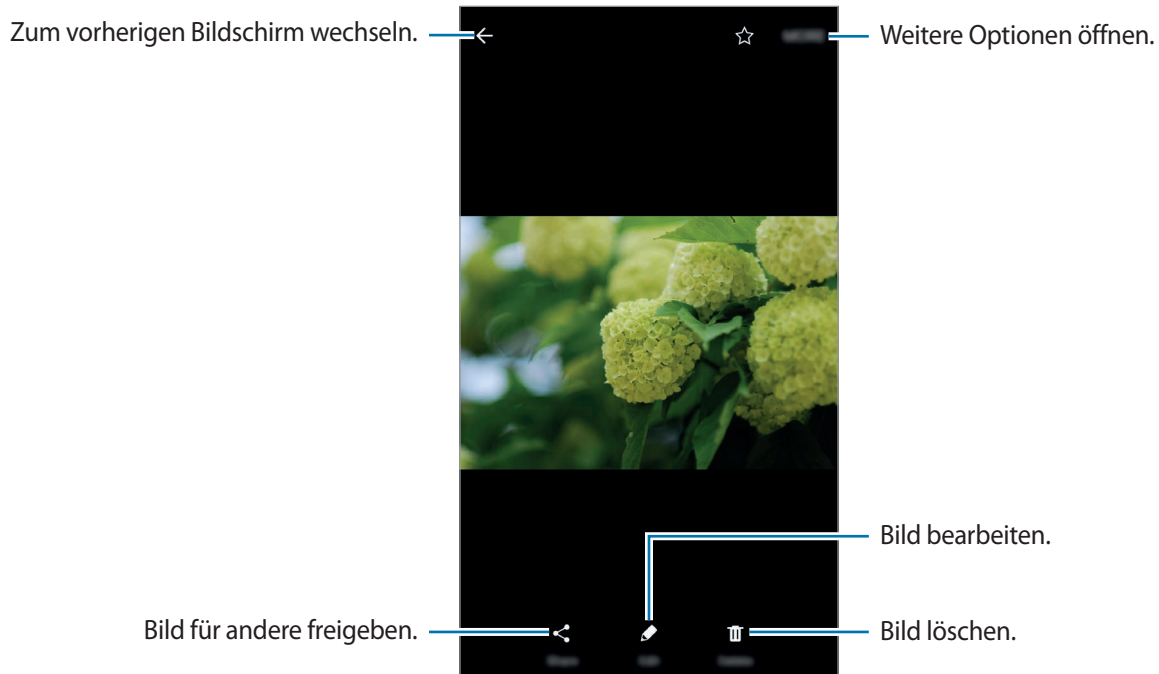 Zum vorherigen Bildschirm wechseln.
Weitere Optionen öffnen.
Bild bearbeiten.
Bild für andere freigeben.
Bild löschen.